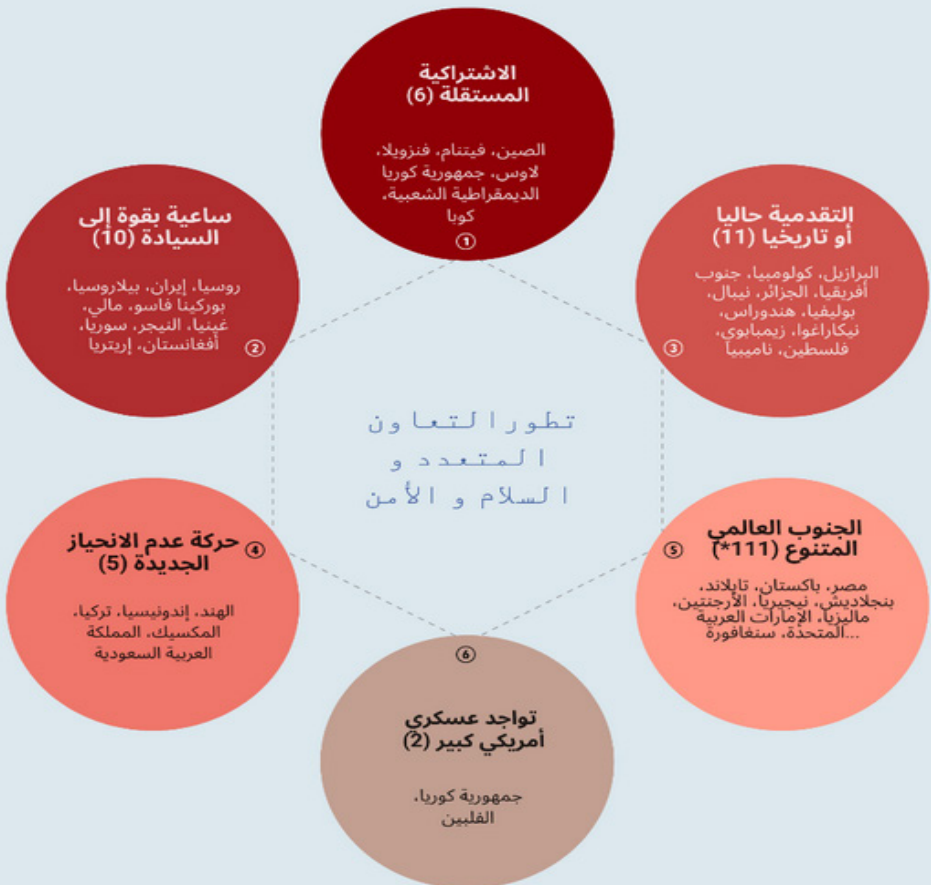 الاشتراكية
المستقلة (6)
الصين، فيتنام، فنزويلا،
لاوس، جمهورية كوريا
الديمقراطية الشعبية،
كوبا
①
ساعية بقوة إلى
السيادة (10)
روسيا، إيران، بيلاروسيا،
بوركينا فاسو، مالي،
غينيا، النيجر، سوريا،
أفغانستان، إريتريا
②
التقدمية حاليا
أو تاريخيا (11)
البرازيل، كولومبيا، جنوب
أفريقيا، الجزائر، نيبال،
بوليفيا، هندوراس،
نيكاراغوا، زيمبابوي،
فلسطين، ناميبيا
③
تطورالتعاون
المتعدد و
السلام و الأمن
حركة عدم الانحياز
الجديدة (5)
④
الهند، إندونيسيا، تركيا،
المكسيك، المملكة
العربية السعودية
الجنوب العالمي
المتنوع (111*)
⑤
مصر، باكستان، تايلاند،
بنجلاديش، نيجيريا، الأرجنتين،
ماليزيا، الإمارات العربية
المتحدة، سنغافورة...
⑥
تواجد عسكري
أمريكي كبير (2)
جمهورية كوريا،
الفلبين